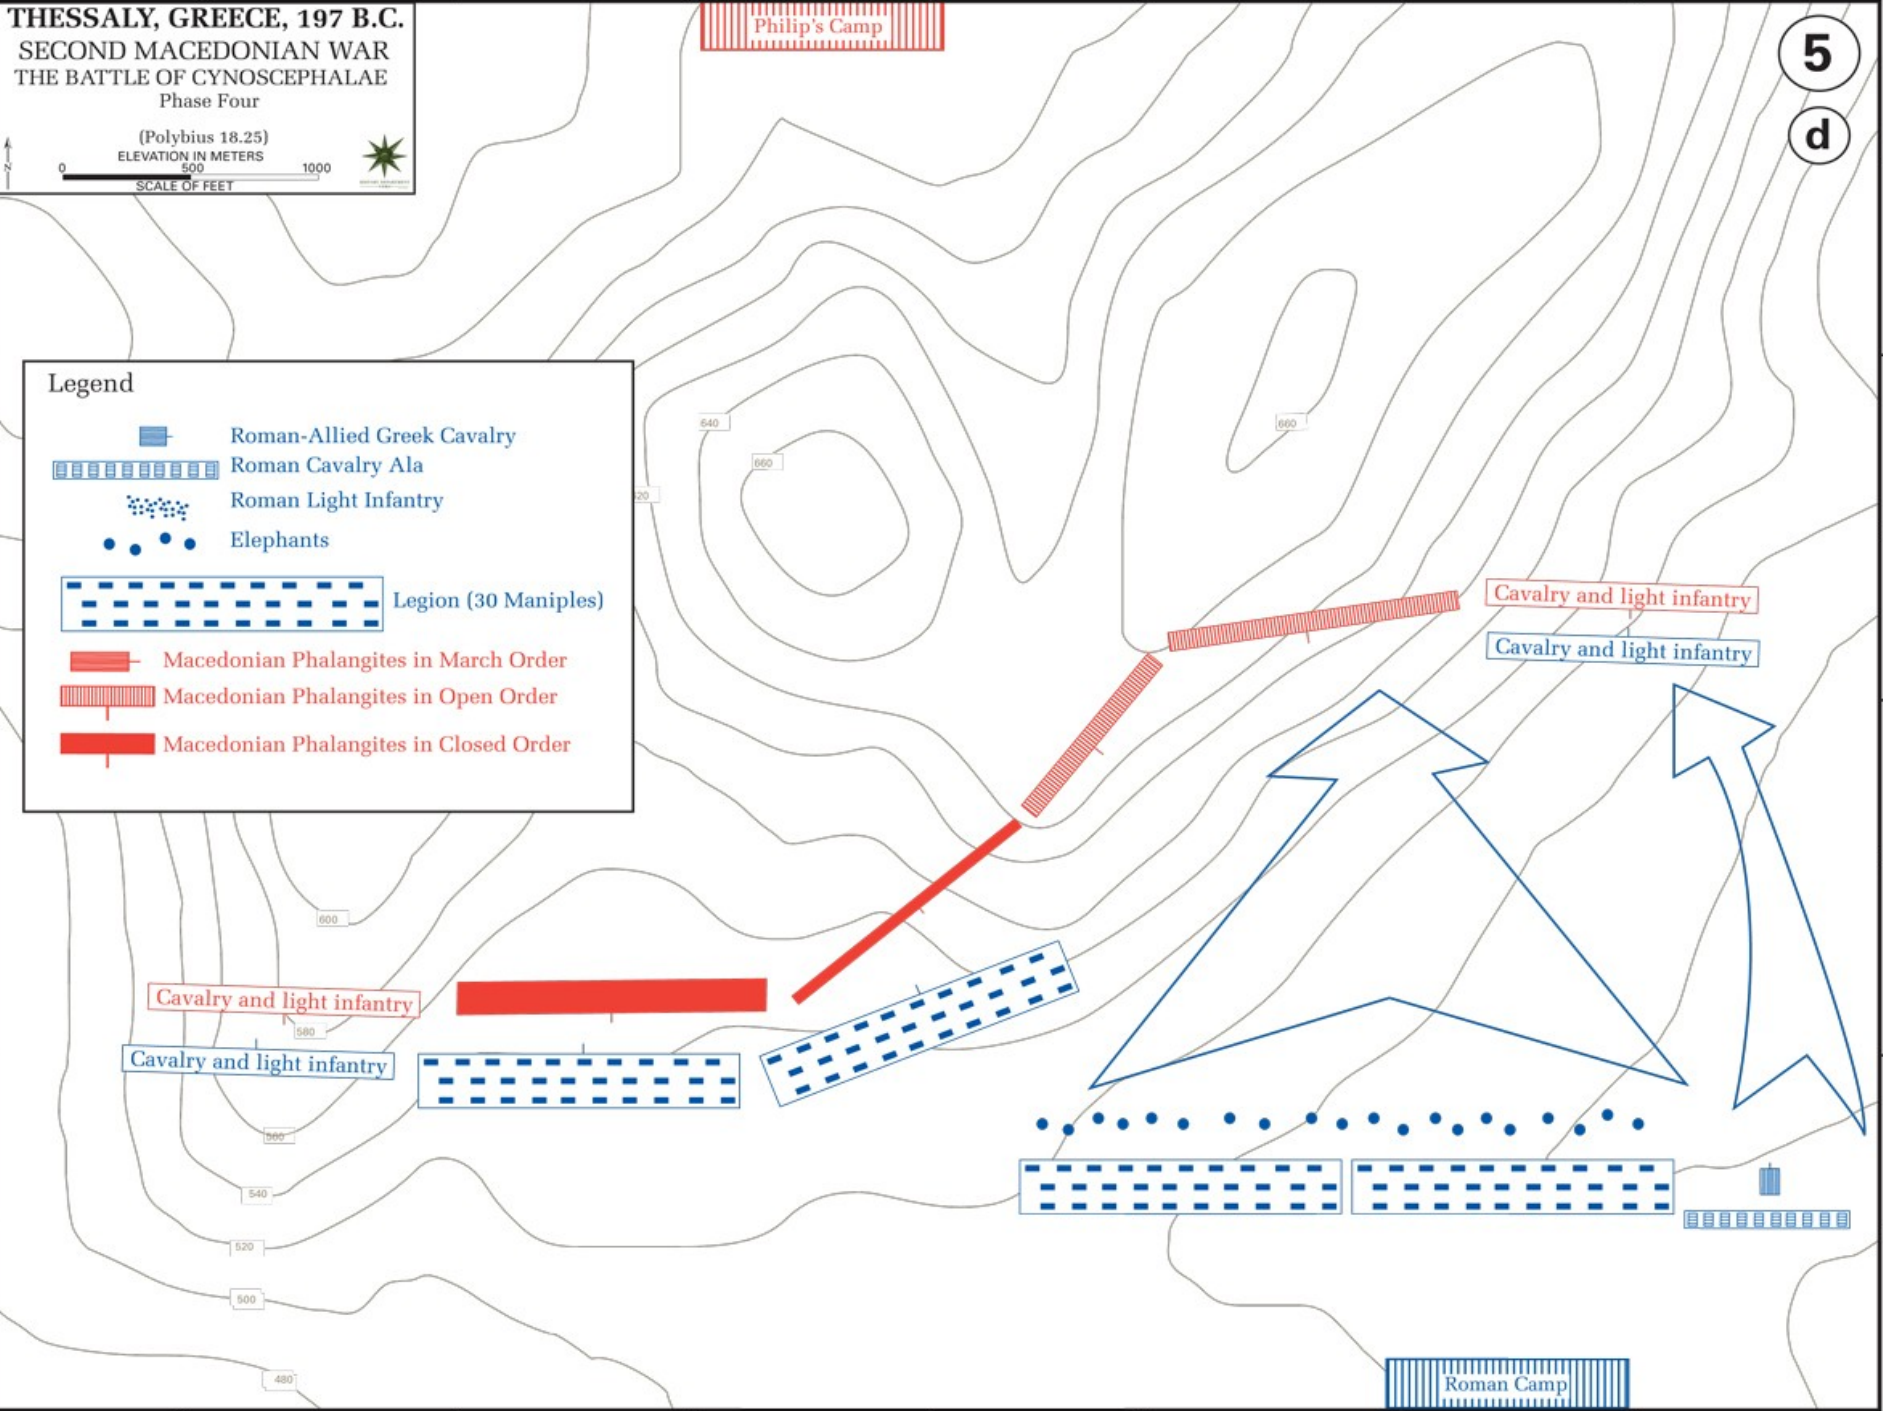 THESSALY, GREECE, 197 B.C.
SECOND MACEDONIAN WAR
THE BATTLE OF CYNOSCEPHALAE
Phase Four
(Polybius 18.25)
ELEVATION IN METERS
0 500 1000
SCALE OF FEET
N
Philip's Camp
5
d
Legend
Roman-Allied Greek Cavalry
Roman Cavalry Ala
Roman Light Infantry
Elephants
Legion (30 Maniples)
Macedonian Phalangites in March Order
Macedonian Phalangites in Open Order
Macedonian Phalangites in Closed Order
640
660
660
20
Cavalry and light infantry
Cavalry and light infantry
600
Cavalry and light infantry
580
Cavalry and light infantry
560
540
520
500
480
Roman Camp